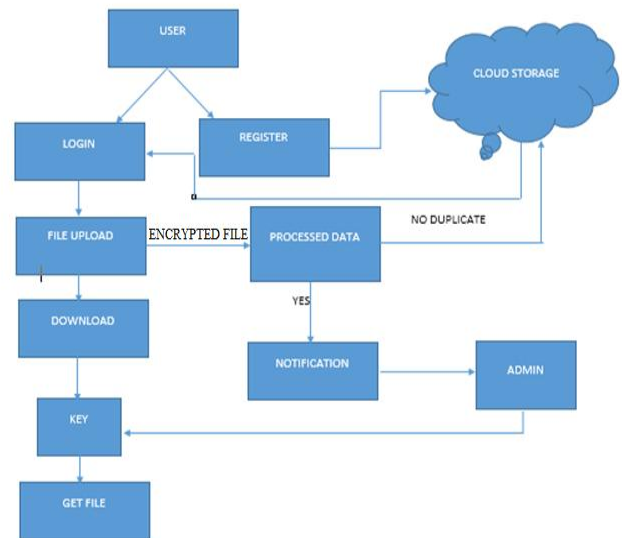 USER
CLOUD STORAGE
REGISTER
LOGIN
NO DUPLICATE
FILE UPLOAD
ENCRYPTED FILE
PROCESSED DATA
YES
DOWNLOAD
NOTIFICATION
ADMIN
KEY
GET FILE